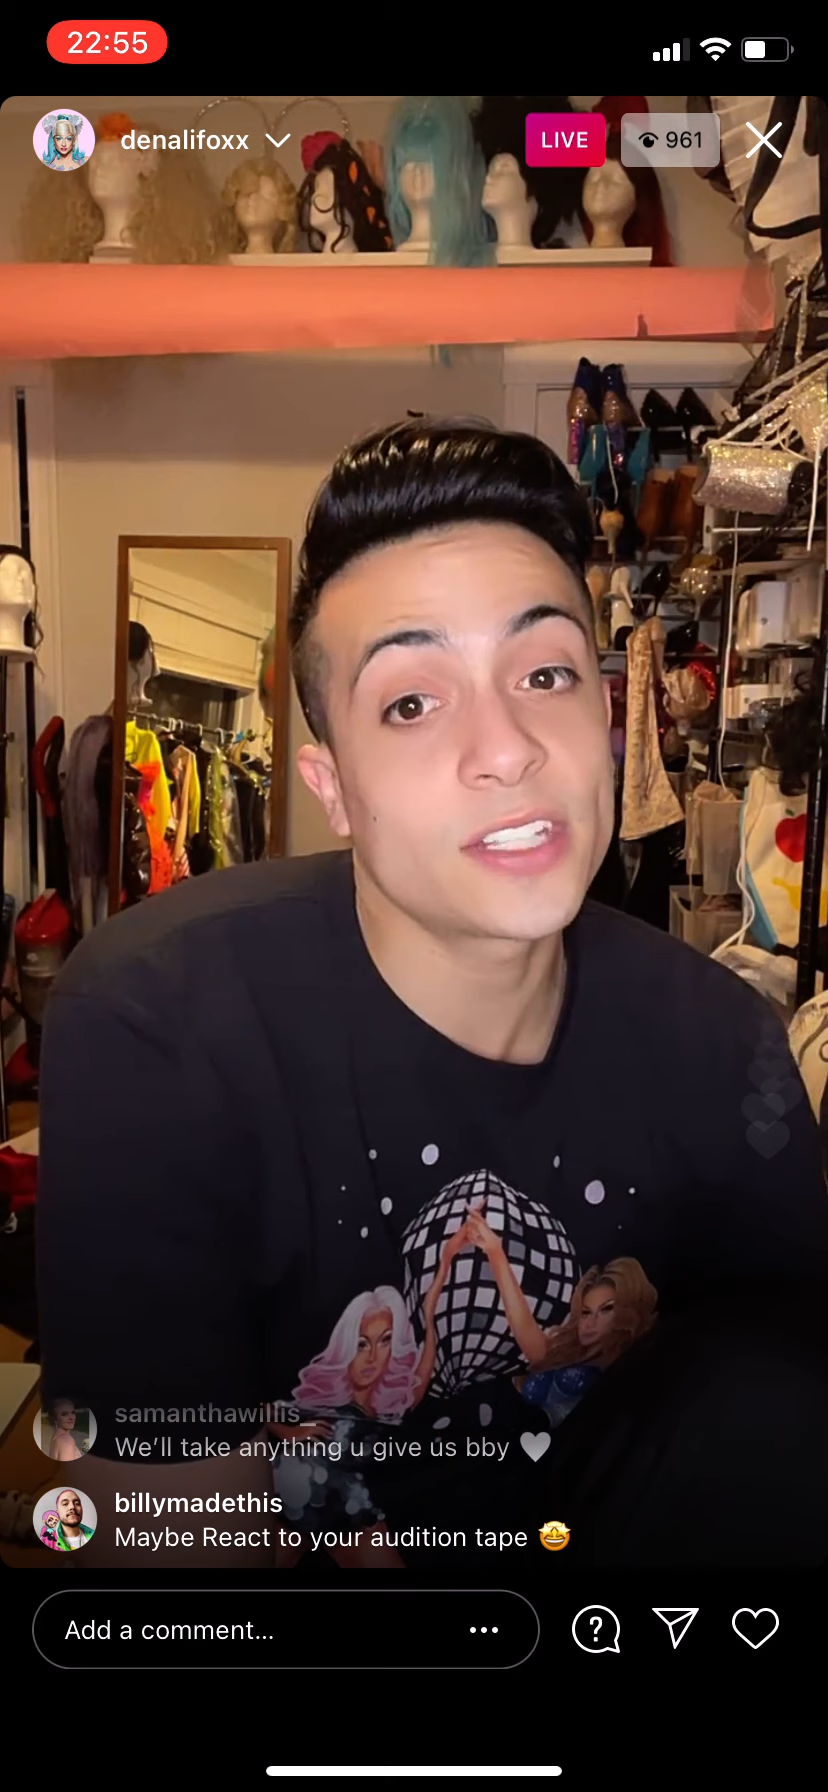 22:55
denalifoxx
LIVE
961
samanthawillis_
We'll take anything u give us bby 🤍
billymadethis
Maybe React to your audition tape 🤩
Add a comment...